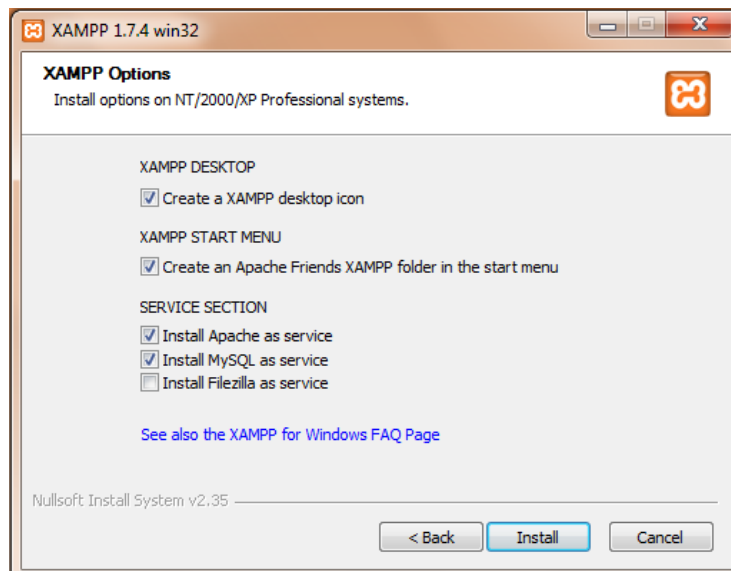 XAMPP 1.7.4 win32
XAMPP Options
Install options on NT/2000/XP Professional systems.
XAMPP DESKTOP
Create a XAMPP desktop icon
XAMPP START MENU
Create an Apache Friends XAMPP folder in the start menu
SERVICE SECTION
Install Apache as service
Install MySQL as service
Install Filezilla as service
See also the XAMPP for Windows FAQ Page
Nullsoft Install System v2.35
< Back Install Cancel